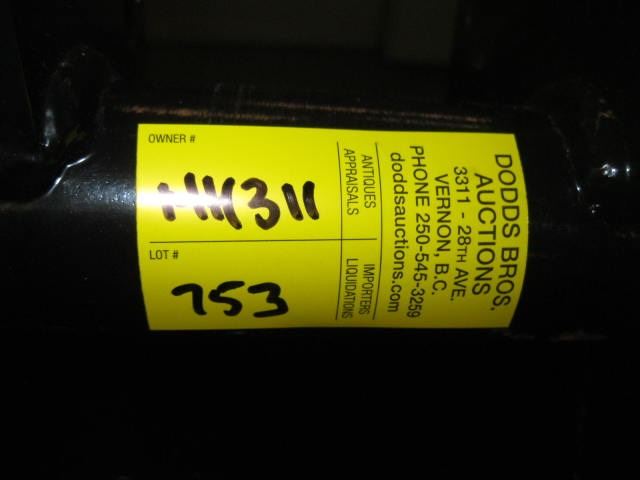 DODDS BROS.
AUCTIONS
3311 - 28TH AVE.
VERNON, B.C.
PHONE 250-545-3259
doddsauctions.com
ANTIQUES
APPRAISALS
IMPORTERS
LIQUIDATIONS
OWNER #
LOT #
753